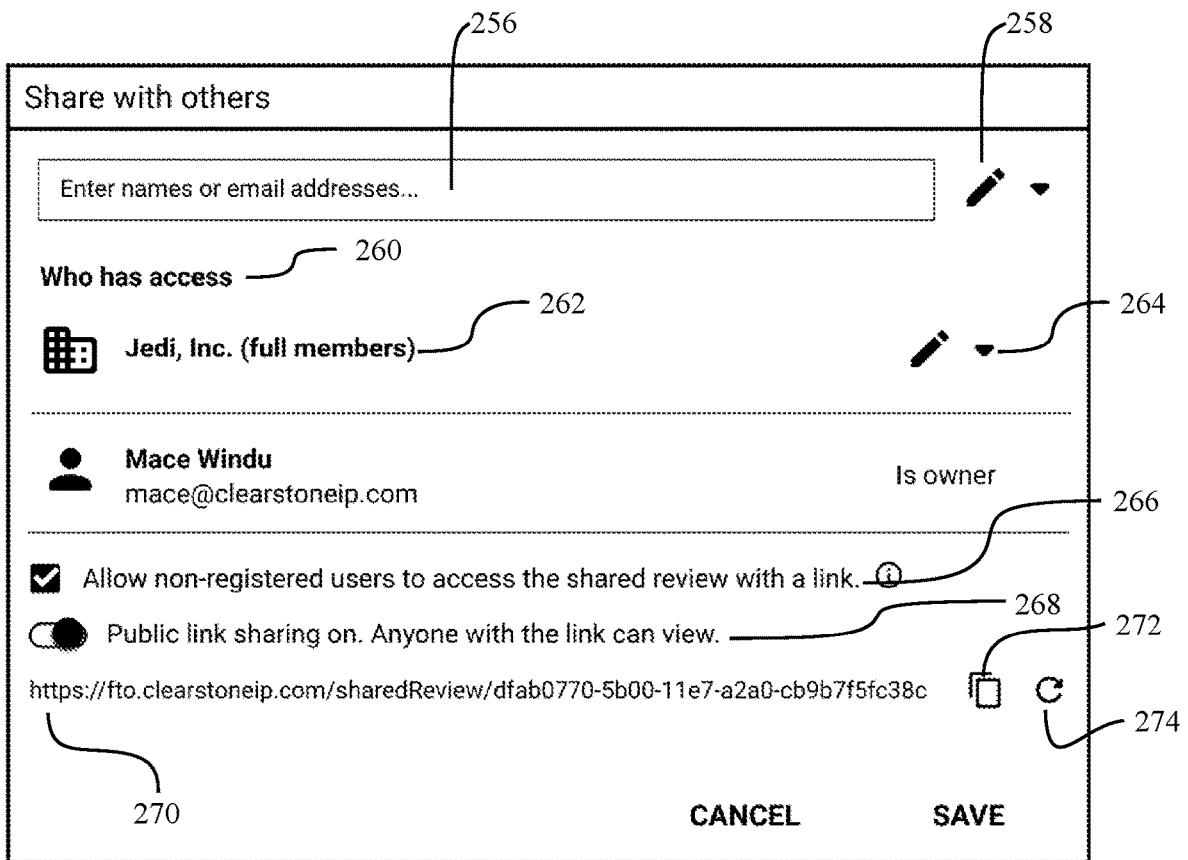 256
258
Share with others
Enter names or email addresses...
Who has access
260
262
264
Jedi, Inc. (full members)
Mace Windu
mace@clearstoneip.com
Is owner
266
Allow non-registered users to access the shared review with a link.
268
Public link sharing on. Anyone with the link can view.
272
https://fto.clearstoneip.com/sharedReview/dfab0770-5b00-11e7-a2a0-cb9b7f5fc38c
274
270
CANCEL SAVE